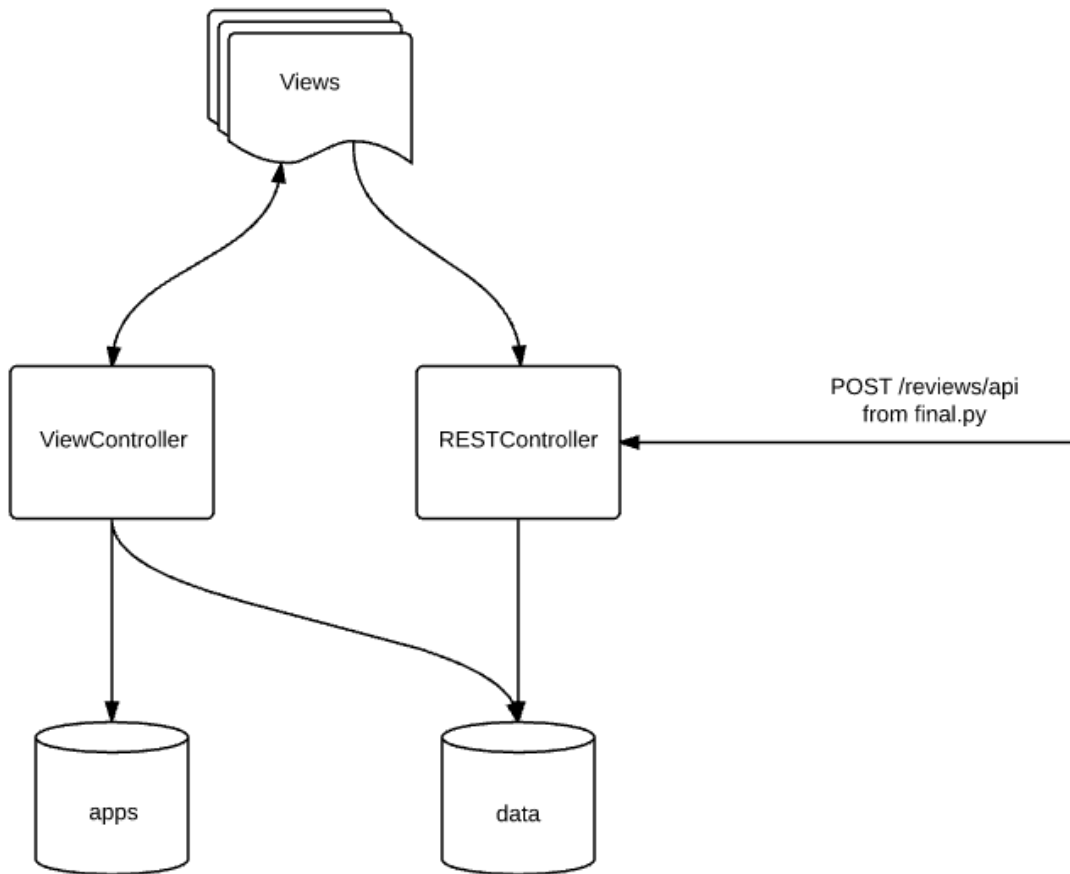 Views
ViewController
RESTController
POST /reviews/api
from final.py
apps
data